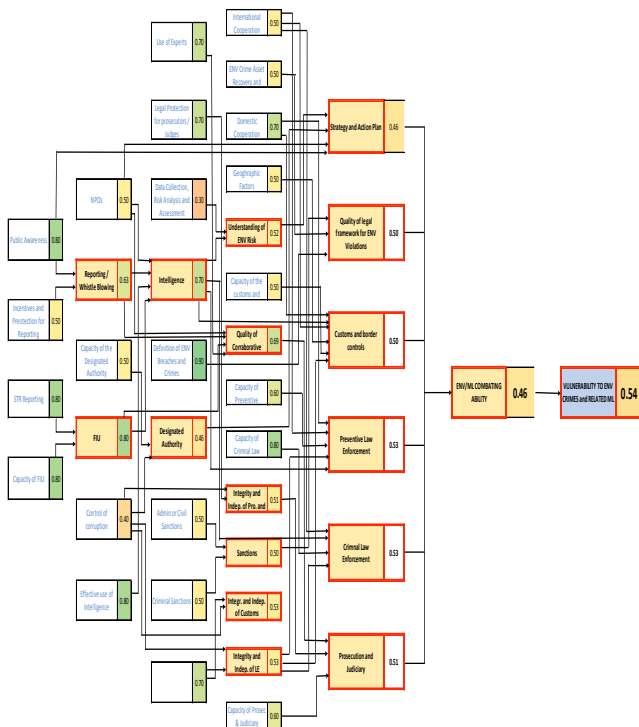 International
Cooperation
0.50
Use of Experts
0.70
ENV Crime Asset
Recovery and
0.50
Legal Protection
for prosecutors /
Judges
0.70
Domestic
Cooperation
0.70
Strategy and Action Plan
0.46
NPOs
0.50
Data Collection,
Risk Analysis and
Assessment
0.30
Geoghraphic
Factors
0.50
Public Awareness
0.80
Understanding of
ENV Risk
0.52
Quality of legal
framework for ENV
Violations
0.50
Reporting /
Whistle Blowing
0.63
Intelligence
0.70
Capacity of the
customs and
0.50
Incentives and
Preotection for
Reporting
0.50
Capacity of the
Designated
Authority
0.50
Definition of ENV
Breaches and
Crimes
0.90
Quality of
Collaborative
0.69
Customs and border
controls
0.50
ENV/ML COMBATING
ABILITY
0.46
VULNERABILITY TO ENV
CRIMES and RELATED ML
0.54
STR Reporting
0.80
Capacity of
Preventive
0.60
FIU
0.80
Designated
Authority
0.46
Capacity of
Crimnal Law
0.80
Preventive Law
Enforcement
0.53
Capacity of FIU
0.80
Control of
corruption
0.40
Admin or Civil
Sanctions
0.50
Integrity and
Indep. of Pro. and
0.51
Sanctions
0.50
Crimnal Law
Enforcement
0.53
Effective use of
Intelligence
0.80
Criminal Sanctions
0.50
Integr. and Indep.
of Customs
0.53
0.70
Integrity and
Indep. of LE
0.53
Prosecution and
Judiciary
0.51
Capacity of Prosec
& Judiciary
0.60